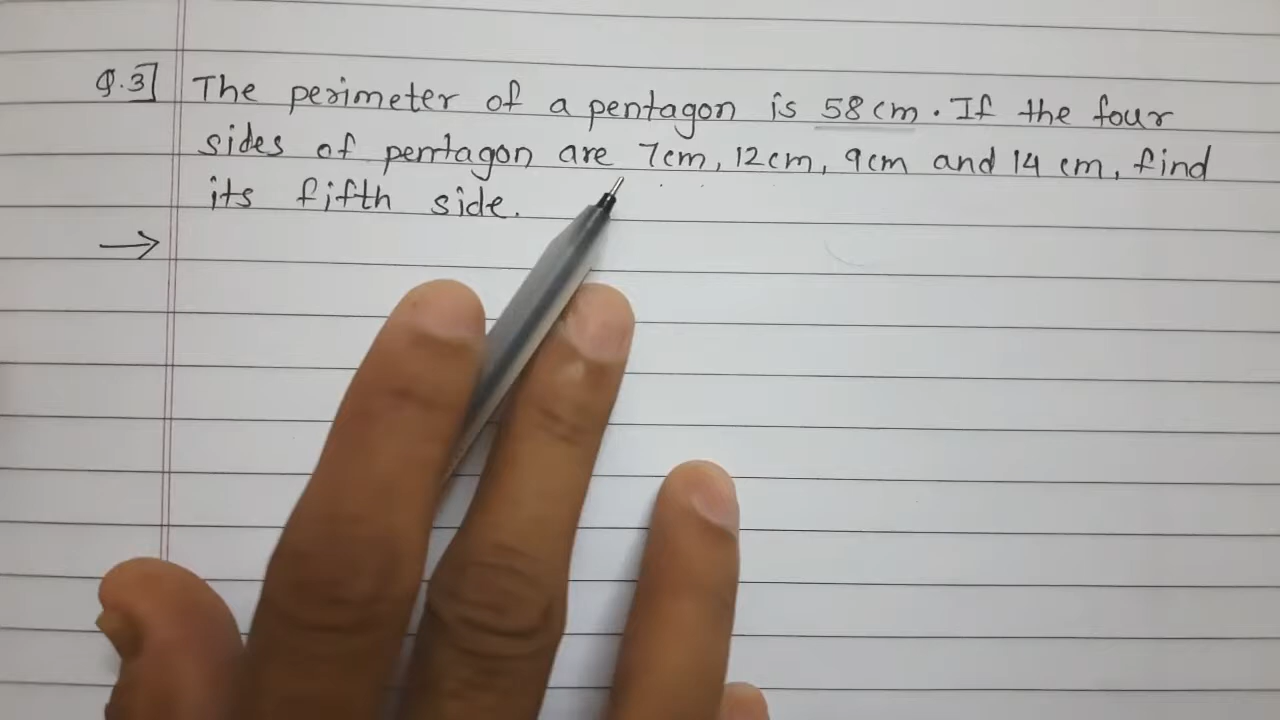 Q.3] The perimeter of a pentagon is 58 cm. If the four
sides of pentagon are 7cm, 12cm, 9cm and 14 cm, find
its fifth side.
→